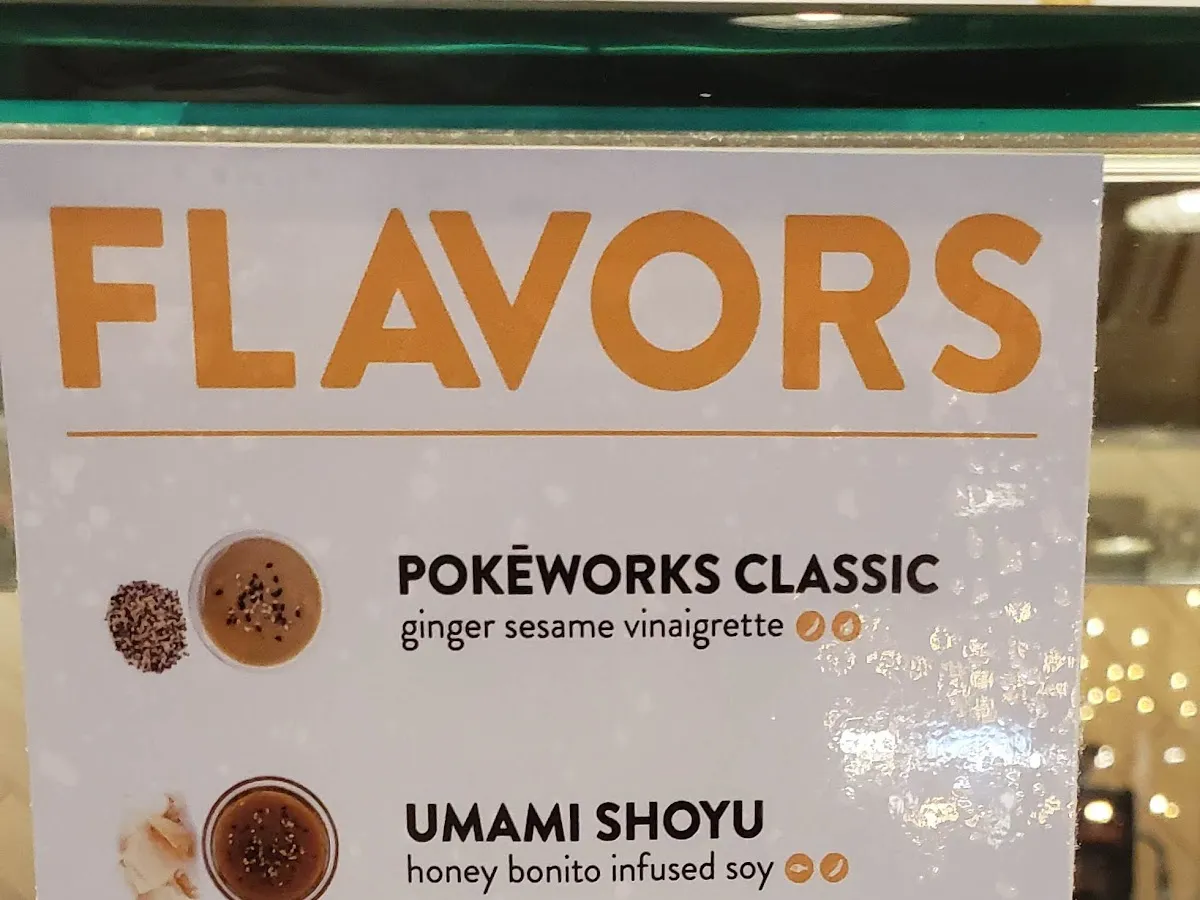 FLAVORS
POKĒWORKS CLASSIC
ginger sesame vinaigrette
UMAMI SHOYU
honey bonito infused soy